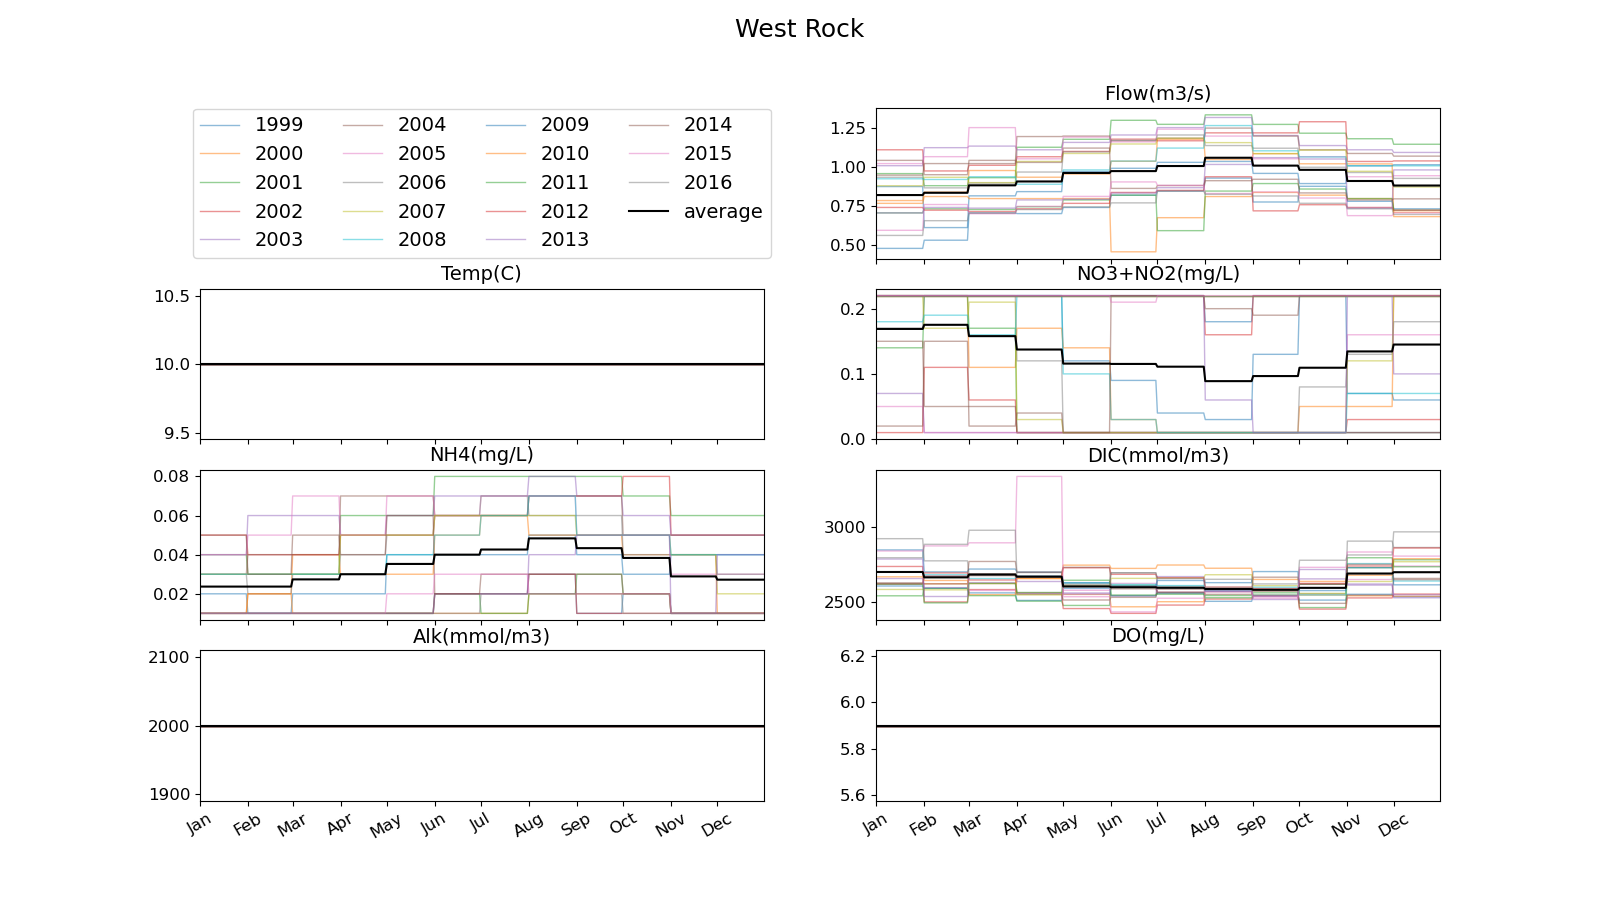 West Rock
1999 2004 2009 2014
2000 2005 2010 2015
2001 2006 2011 2016
2002 2007 2012 average
2003 2008 2013
Flow(m3/s)
1.25
1.00
0.75
0.50
Temp(C)
10.5
10.0
9.5
NO3+NO2(mg/L)
0.2
0.1
0.0
NH4(mg/L)
0.08
0.06
0.04
0.02
DIC(mmol/m3)
3000
2500
Alk(mmol/m3)
2100
2000
1900
Jan Feb Mar Apr May Jun Jul Aug Sep Oct Nov Dec
DO(mg/L)
6.2
6.0
5.8
5.6
Jan Feb Mar Apr May Jun Jul Aug Sep Oct Nov Dec